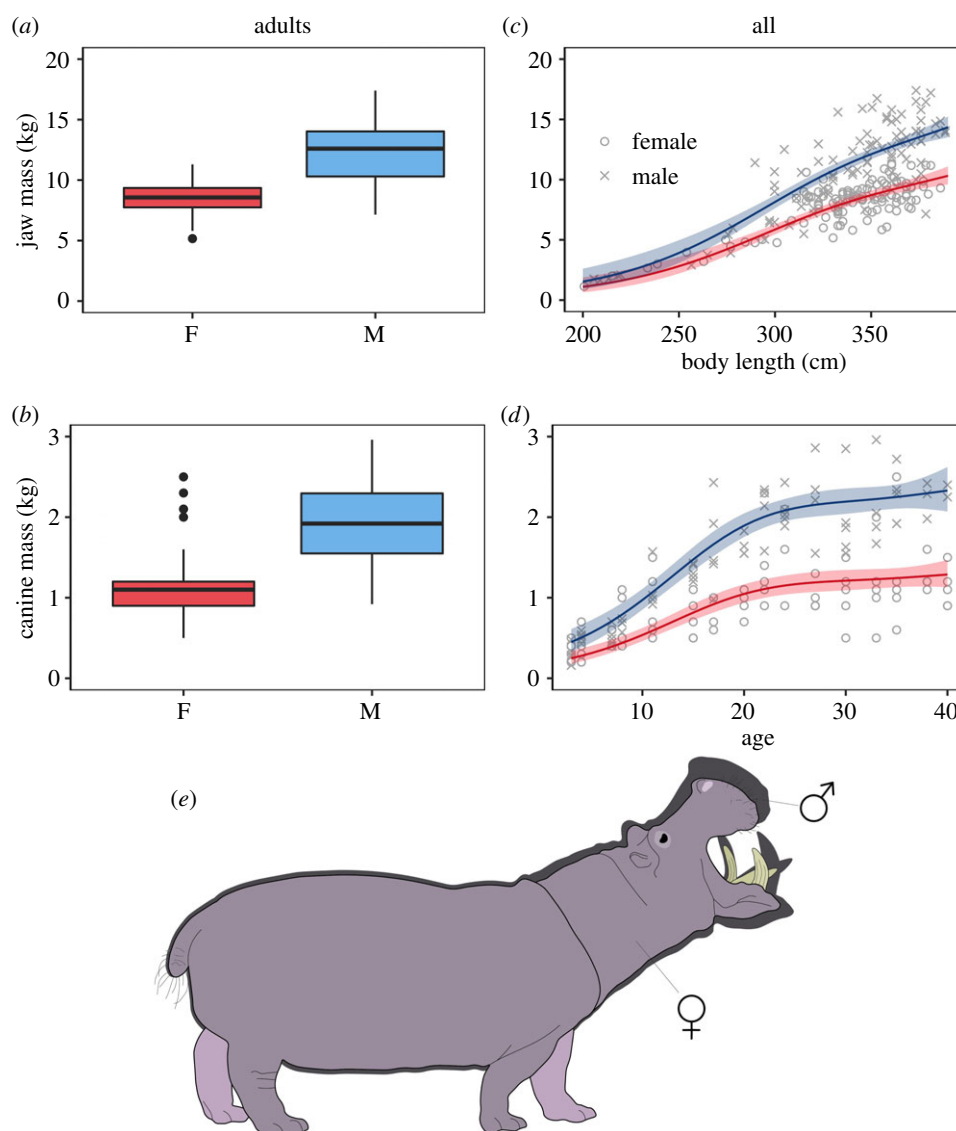 (a) adults
jaw mass (kg)
20
15
10
5
0
F M
(c) all
20
15
10
5
0
female
male
200 250 300 350
body length (cm)
(b)
canine mass (kg)
3
2
1
0
F M
(d)
3
2
1
0
10 20 30 40
age
(e)
♂
♀